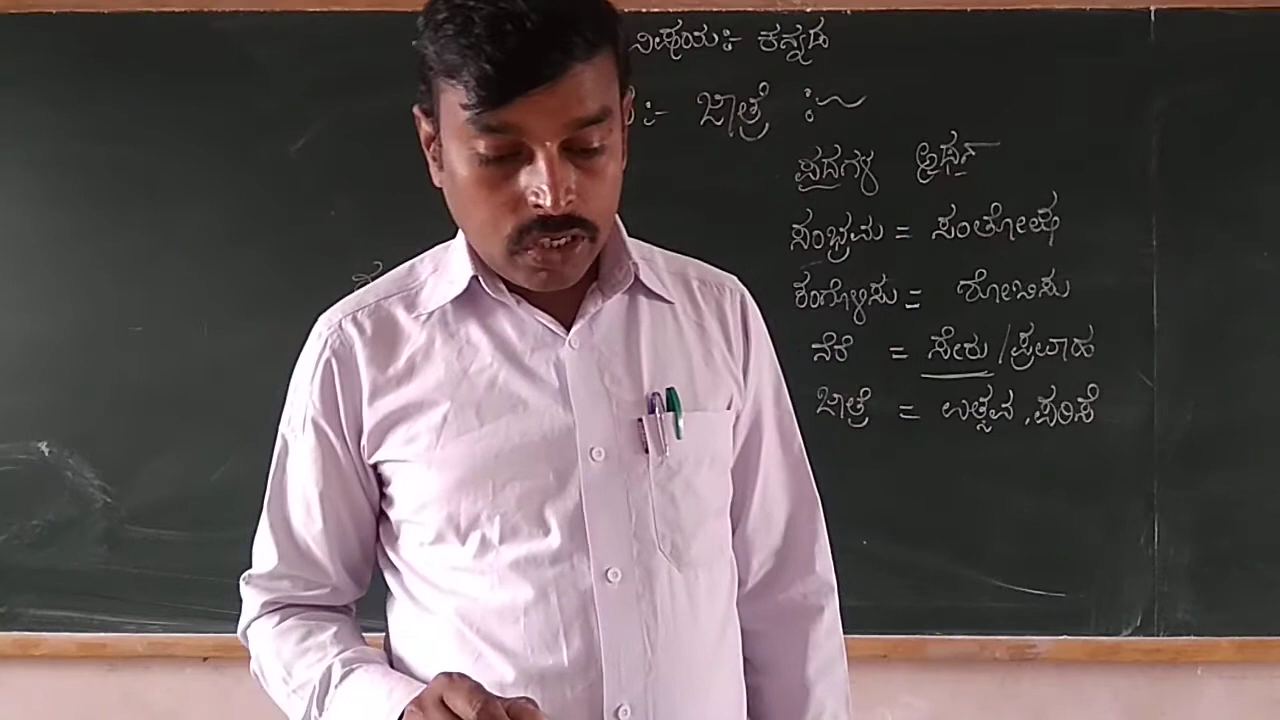 ವಿಷಯ:- ಕನ್ನಡ
:- ಜಾತ್ರೆ :~
ಪದಗಳ ಅರ್ಥ
ಸಂಭ್ರಮ = ಸಂತೋಷ
ಕಂಗೊಳಿಸು = ಶೋಬಿಸು
ನೆರೆ = ಸೇರು/ಪ್ರವಾಹ
ಜಾತ್ರೆ = ಉತ್ಸವ .ಪರಿಸೆ